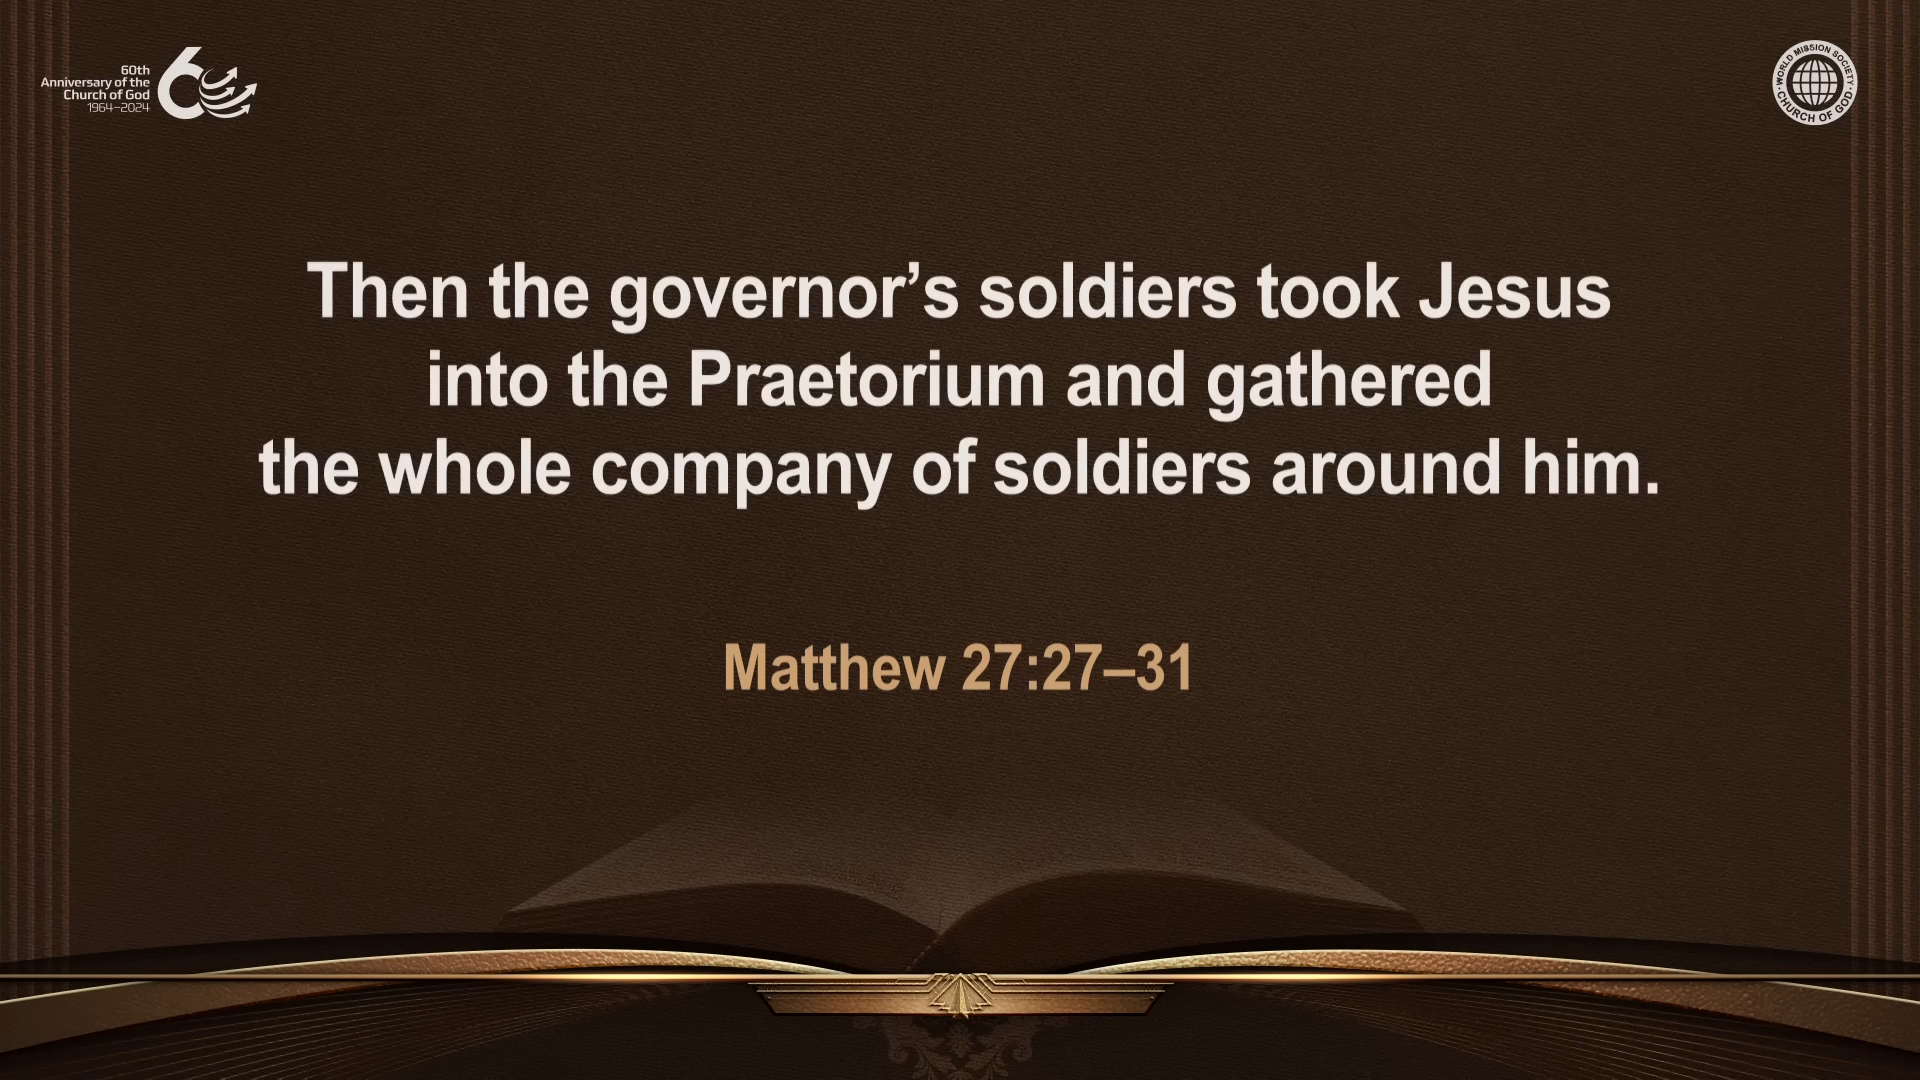 60th
Anniversary of the
Church of God
1964–2024
60
WORLD MISSION SOCIETY
CHURCH OF GOD
Then the governor’s soldiers took Jesus
into the Praetorium and gathered
the whole company of soldiers around him.
Matthew 27:27–31